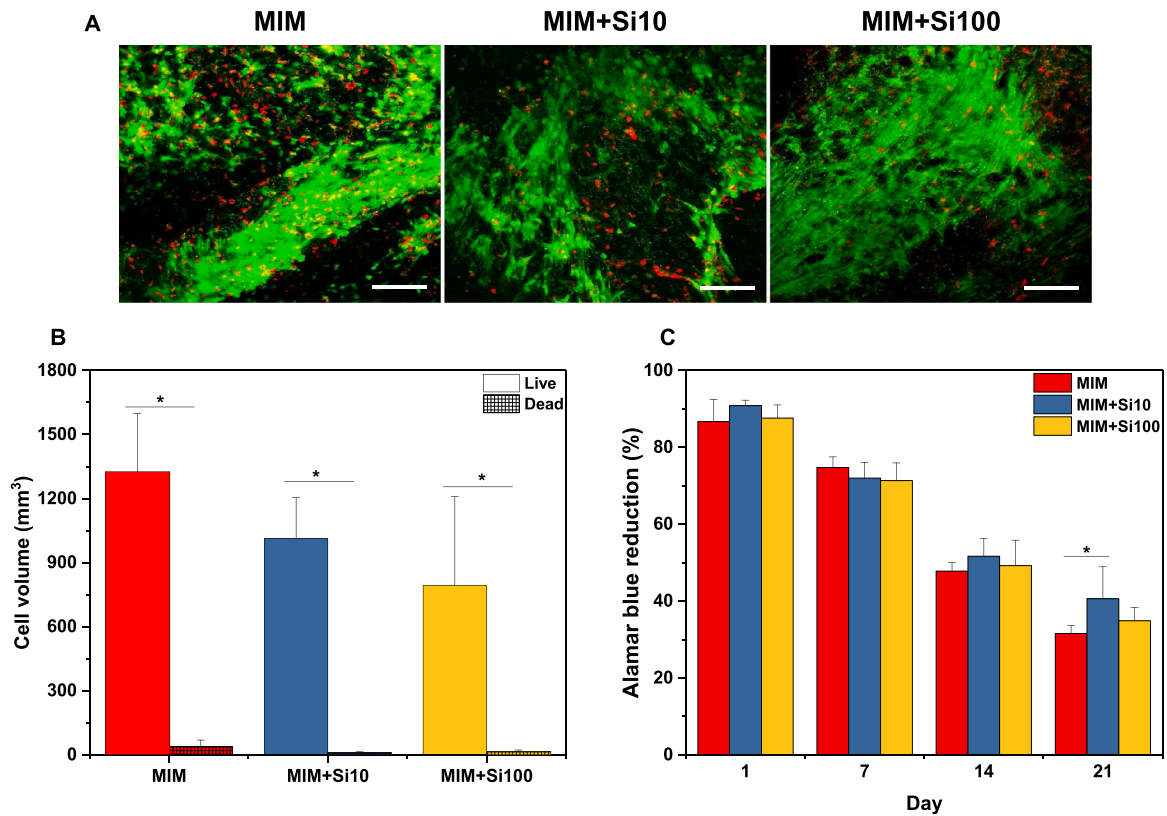 A
MIM
MIM+Si10
MIM+Si100
B
1800
1500
1200
900
600
300
0
Cell volume (mm³)
Live
Dead
*
*
*
MIM
MIM+Si10
MIM+Si100
C
100
80
60
40
20
0
Alamar blue reduction (%)
MIM
MIM+Si10
MIM+Si100
*
1
7
14
21
Day